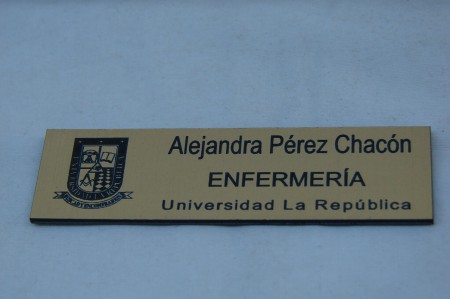 Alejandra Pérez Chacón
ENFERMERÍA
Universidad La República